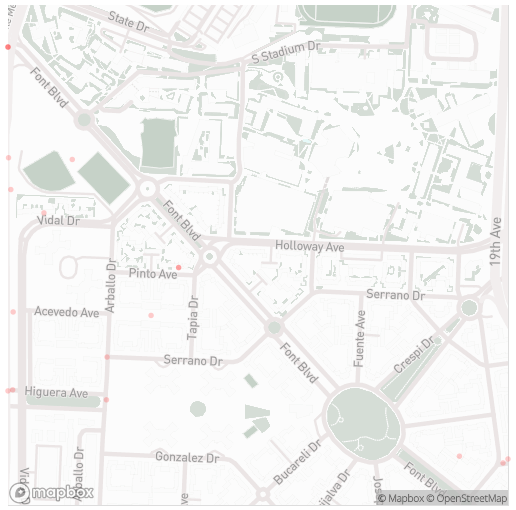 State Dr
S Stadium Dr
Font Blvd
Vidal Dr
Font Blvd
Holloway Ave
19th Ave
Arballo Dr
Pinto Ave
Serrano Dr
Acevedo Ave
Tapia Dr
Fuente Ave
Serrano Dr
Font Blvd
Crespi Dr
Higuera Ave
Gonzalez Dr
Bucareli Dr
Arballo Dr
Font Blvd
mapbox
© Mapbox © OpenStreetMap